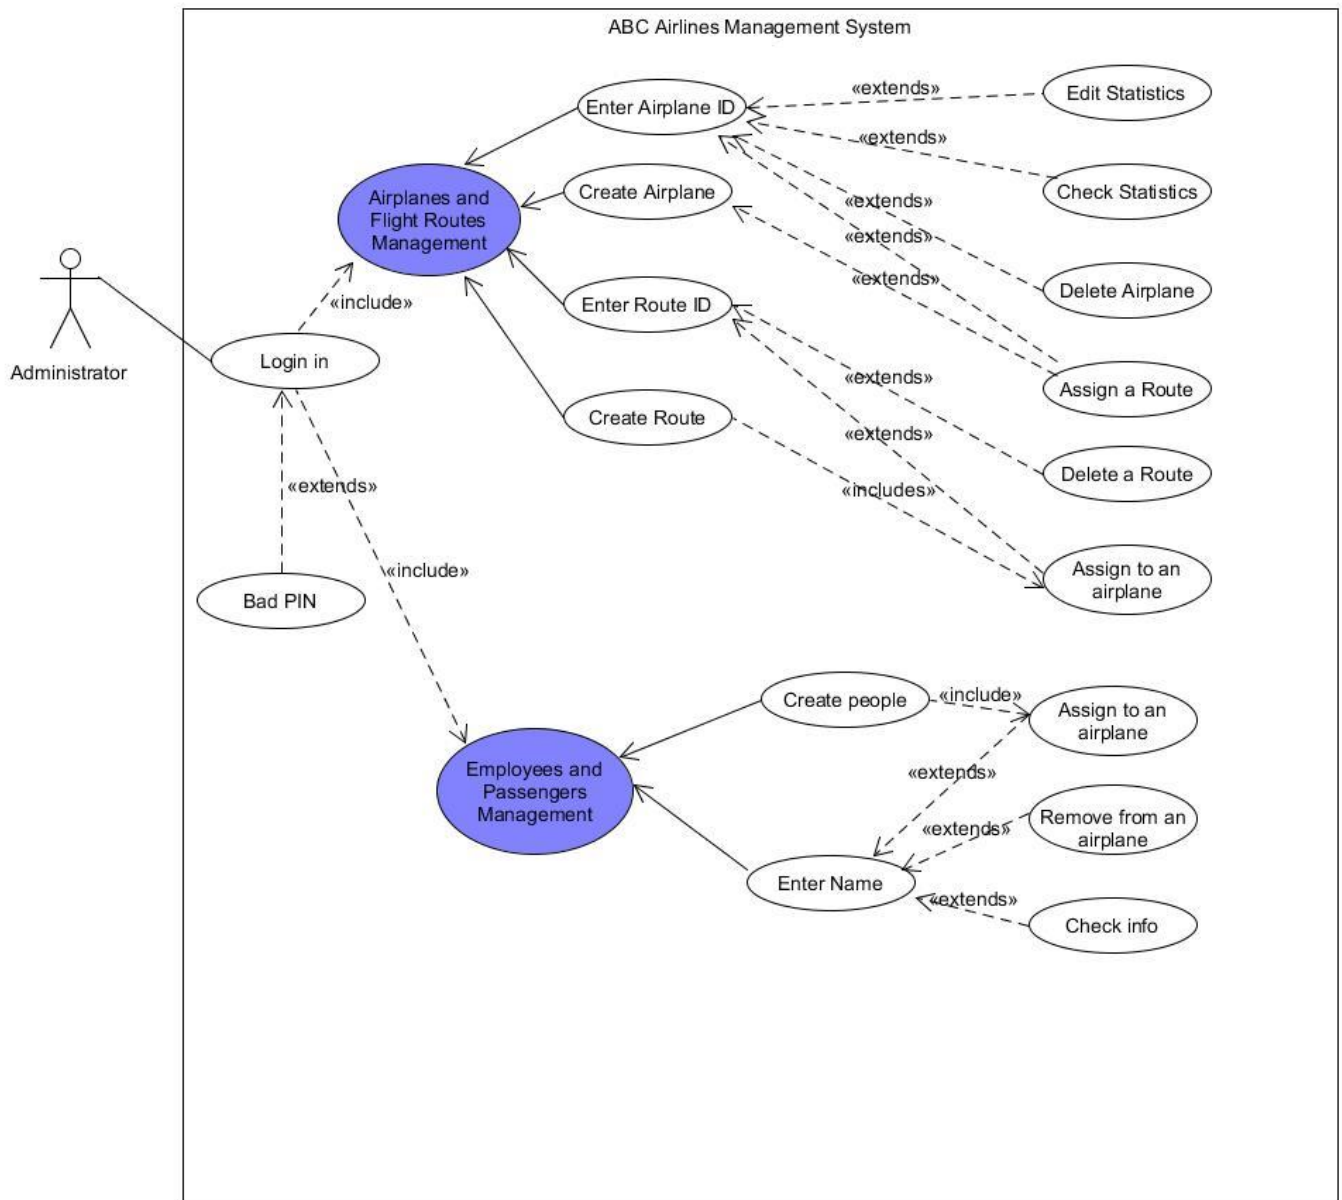 ABC Airlines Management System
Enter Airplane ID
«extends»
Edit Statistics
«extends»
Create Airplane
Check Statistics
Airplanes and
Flight Routes
Management
«extends»
«extends»
«extends»
Delete Airplane
«include»
Enter Route ID
Login in
Administrator
«extends»
Assign a Route
Create Route
«extends»
Delete a Route
«extends»
«includes»
«include»
Assign to an
airplane
Bad PIN
Create people
«include»
Assign to an
airplane
Employees and
Passengers
Management
«extends»
«extends»
Remove from an
airplane
Enter Name
«extends»
Check info